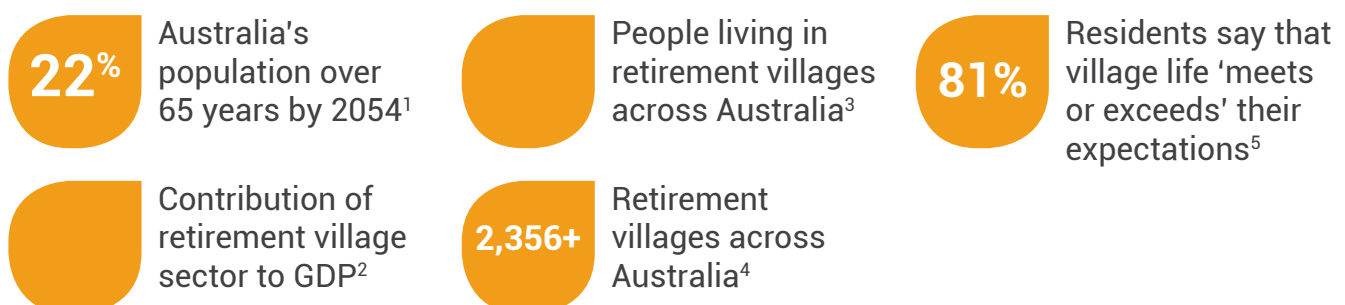 22%
Australia's
population over
65 years by 2054¹
People living in
retirement villages
across Australia³
81%
Residents say that
village life 'meets
or exceeds' their
expectations⁵
Contribution of
retirement village
sector to GDP²
2,356+
Retirement
villages across
Australia⁴